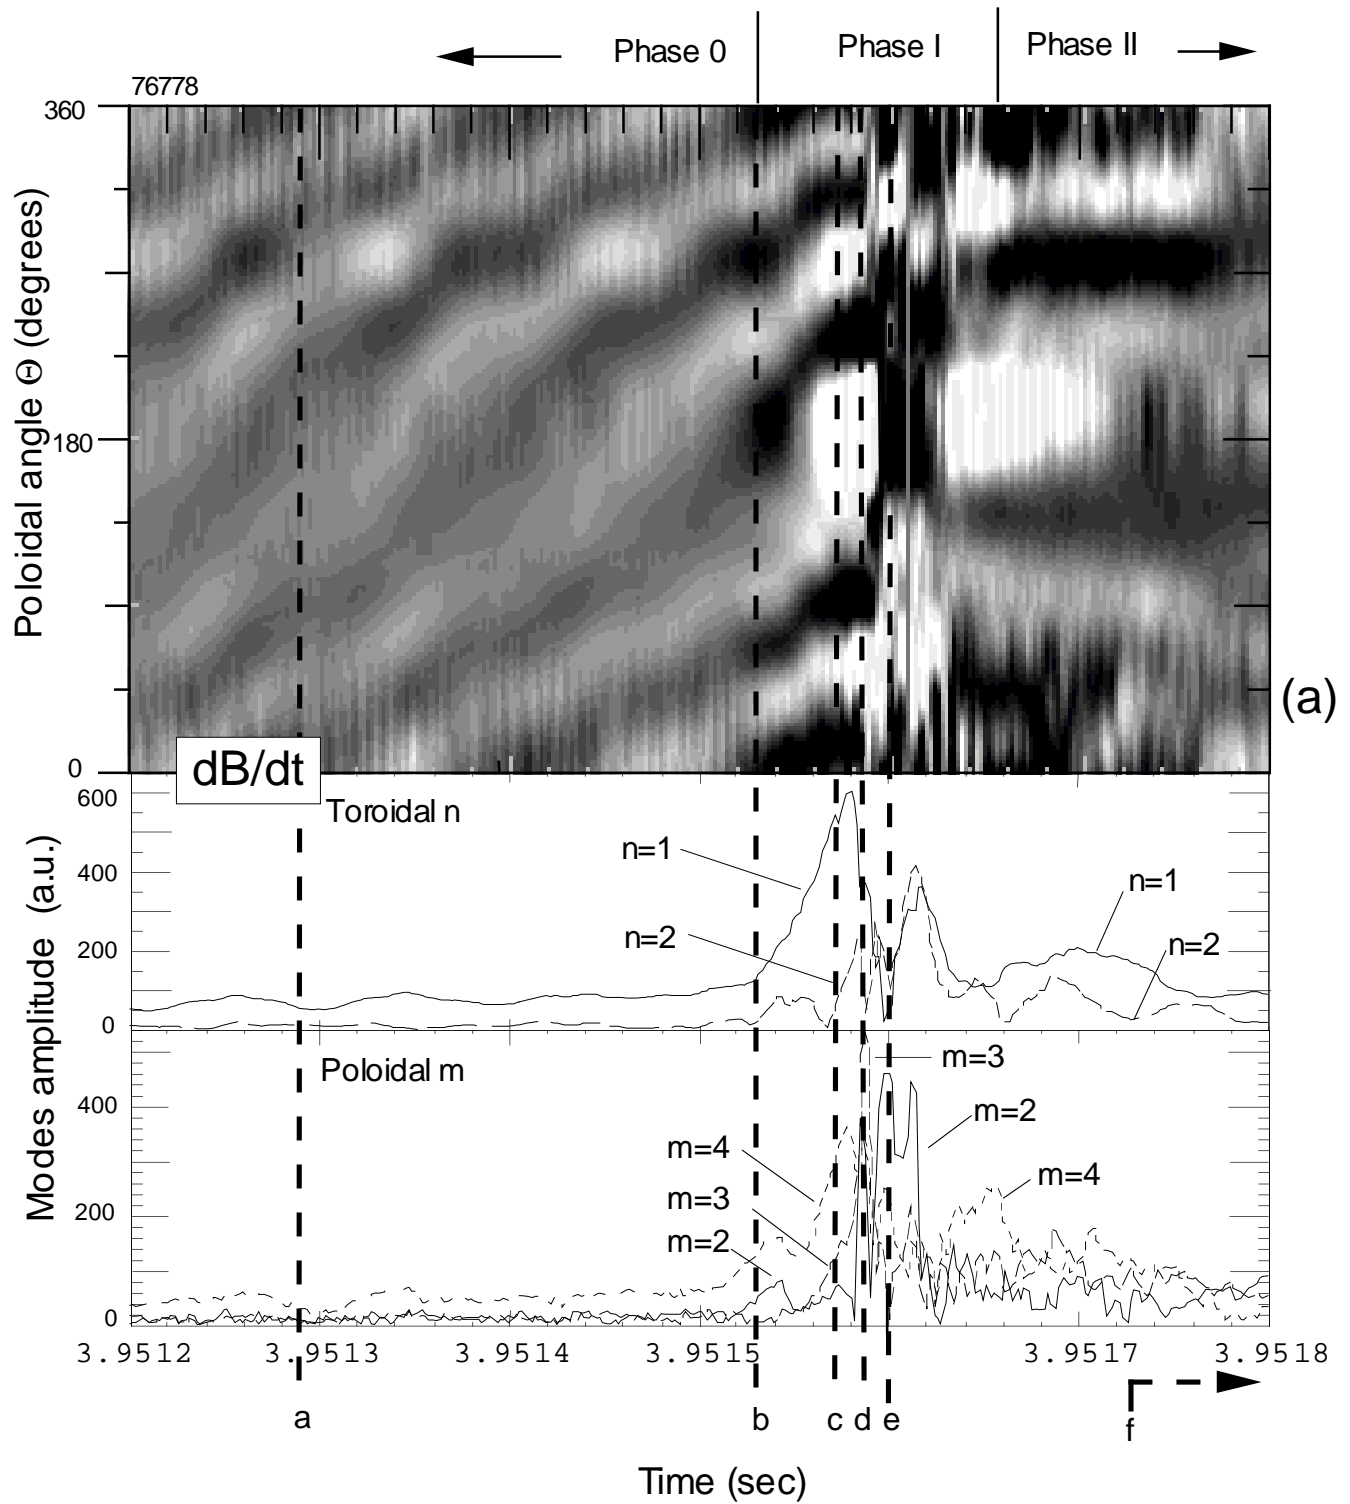 Phase 0 Phase I Phase II
76778
360
180
0
Poloidal angle Θ (degrees)
(a)
dB/dt
Toroidal n
600
400
200
0
n=1
n=2
n=1
n=2
Modes amplitude (a.u.)
Poloidal m
400
200
0
m=3
m=2
m=4
m=4
m=3
m=2
3.9512 3.9513 3.9514 3.9515 3.9517 3.9518
a b c d e f
Time (sec)